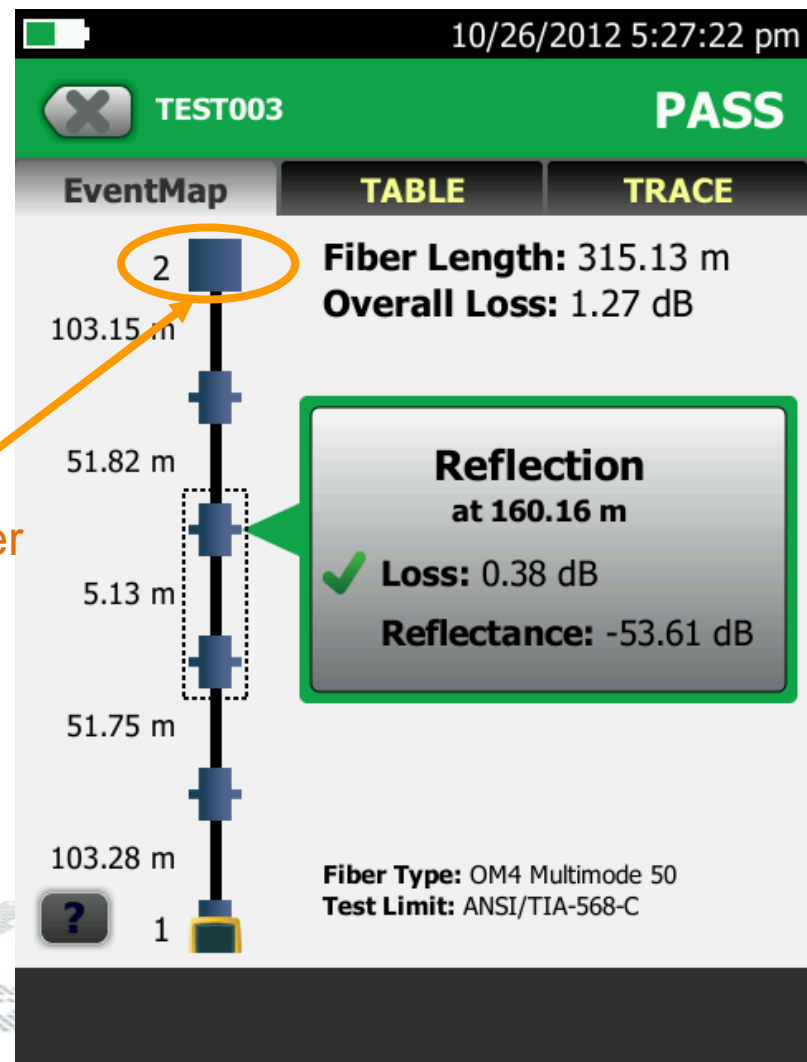 10/26/2012 5:27:22 pm
TEST003
PASS
EventMap
TABLE
TRACE
2
Fiber Length: 315.13 m
Overall Loss: 1.27 dB
103.15 m
51.82 m
Reflection
at 160.16 m
Loss: 0.38 dB
Reflectance: -53.61 dB
5.13 m
51.75 m
103.28 m
Fiber Type: OM4 Multimode 50
Test Limit: ANSI/TIA-568-C
?
1